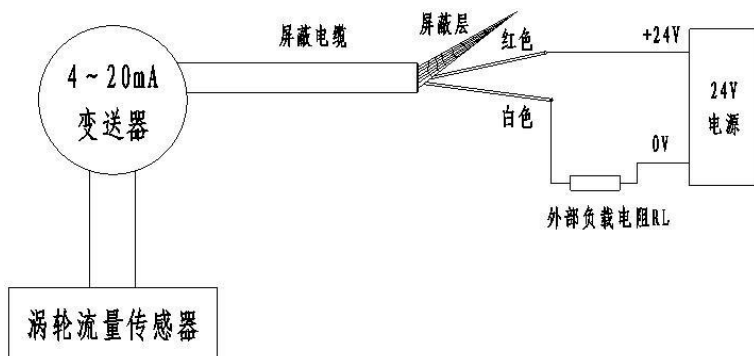 屏蔽电缆
屏蔽层
红色
+24V
4~20mA
变送器
24V
电源
白色
0V
外部负载电阻RL
涡轮流量传感器